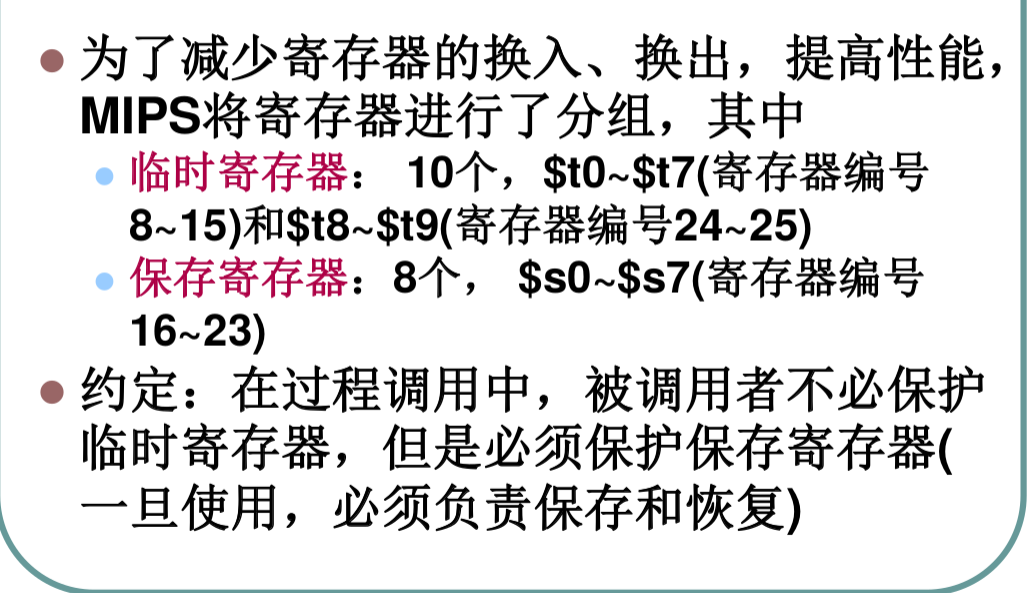 为了减少寄存器的换入、换出，提高性能，
MIPS将寄存器进行了分组，其中
临时寄存器： 10个，$t0~$t7(寄存器编号
8~15)和$t8~$t9(寄存器编号24~25)
保存寄存器：8个， $s0~$s7(寄存器编号
16~23)
约定：在过程调用中，被调用者不必保护
临时寄存器，但是必须保护保存寄存器(
一旦使用，必须负责保存和恢复)